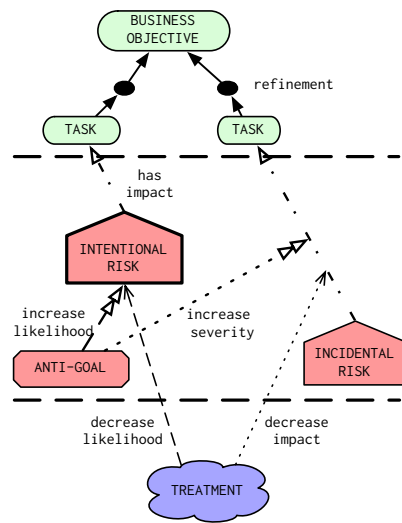 BUSINESS
OBJECTIVE
refinement
TASK
TASK
has
impact
INTENTIONAL
RISK
increase
likelihood
increase
severity
ANTI-GOAL
INCIDENTAL
RISK
decrease
likelihood
decrease
impact
TREATMENT